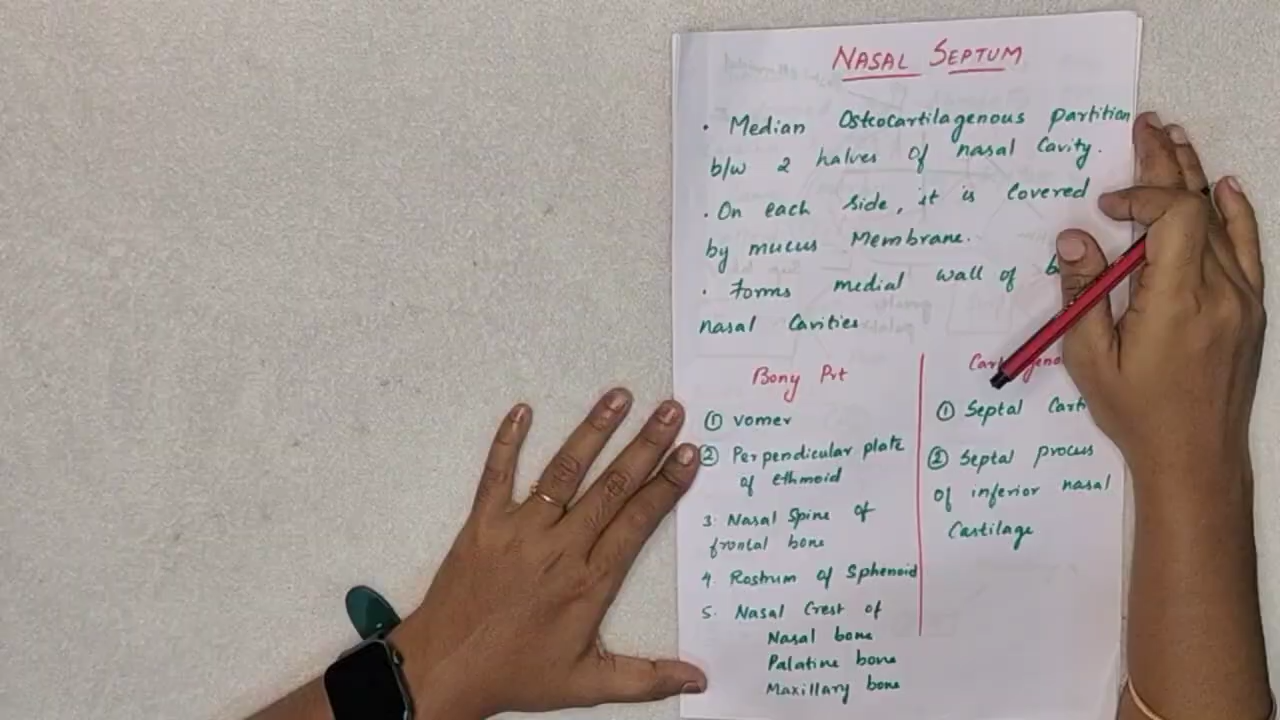 NASAL SEPTUM
• Median Osteocartilagenous partition
b/w 2 halves of nasal Cavity.
• On each side, it is Covered
by mucus Membrane.
• Forms medial wall of
nasal Cavities
Bony Prt
① Vomer
② Perpendicular plate
of ethmoid
3. Nasal Spine of
frontal bone
4. Rostrum of Sphenoid
5. Nasal Crest of
Nasal bone
Palatine bone
Maxillary bone
① Septal
② Septal procus
of inferior nasal
Castilage